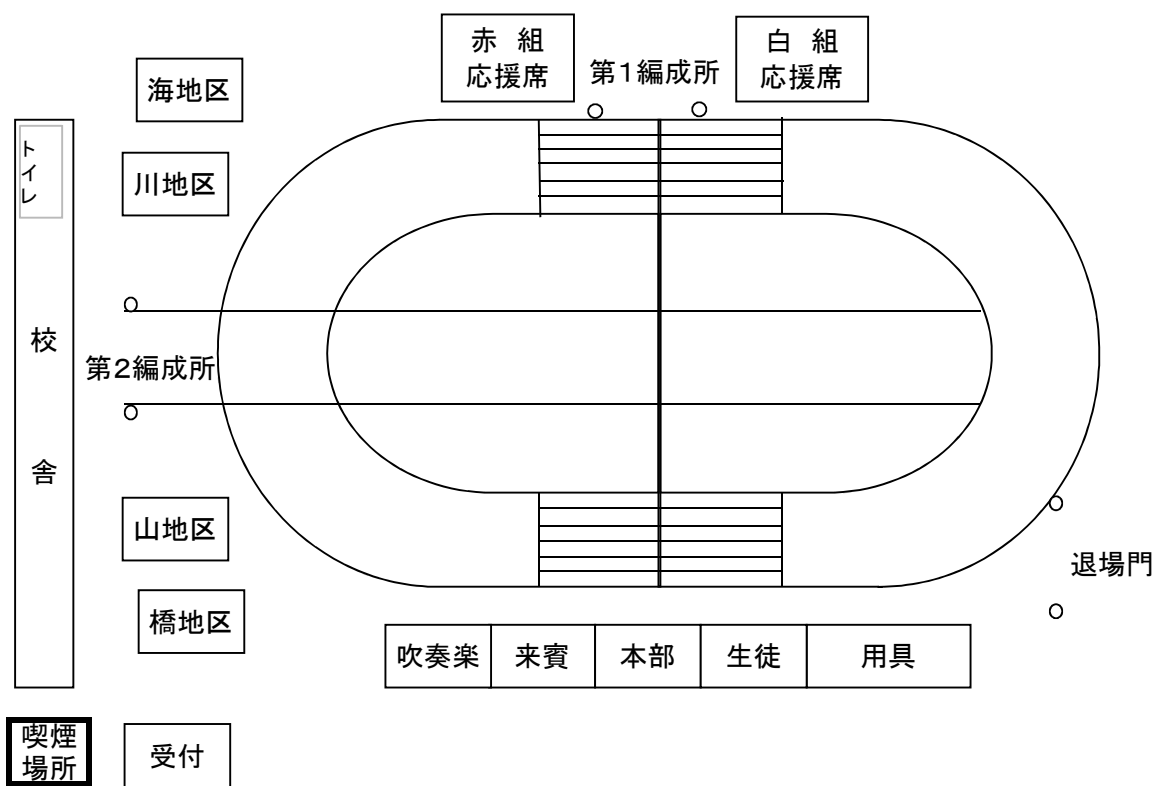 赤 組
応援席
第1編成所
白 組
応援席
海地区
トイレ
川地区
校
第2編成所
舎
山地区
退場門
橋地区
吹奏楽
来賓
本部
生徒
用具
喫煙
場所
受付